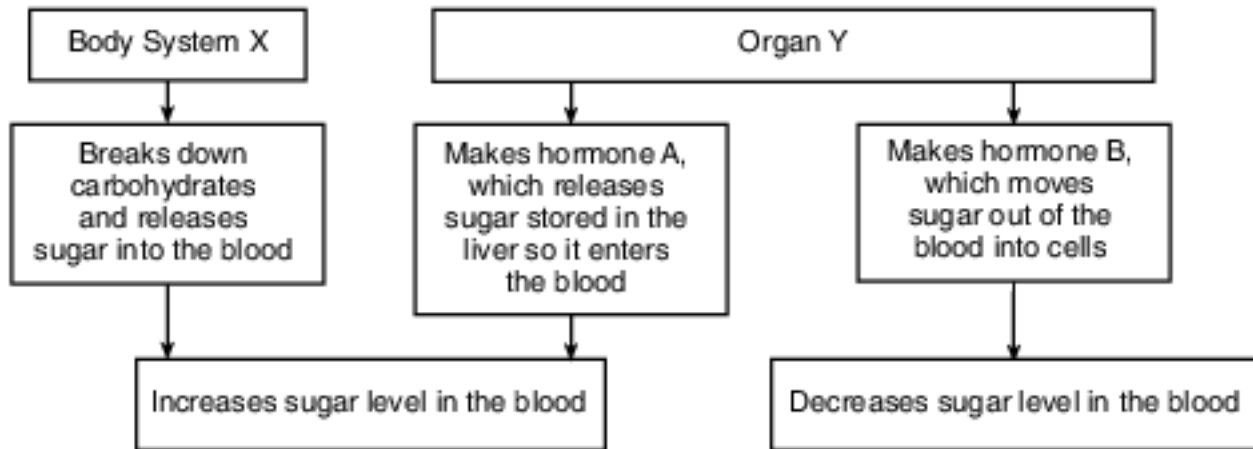 Body System X
Organ Y
Breaks down
carbohydrates
and releases
sugar into the blood
Makes hormone A,
which releases
sugar stored in the
liver so it enters
the blood
Makes hormone B,
which moves
sugar out of the
blood into cells
Increases sugar level in the blood
Decreases sugar level in the blood